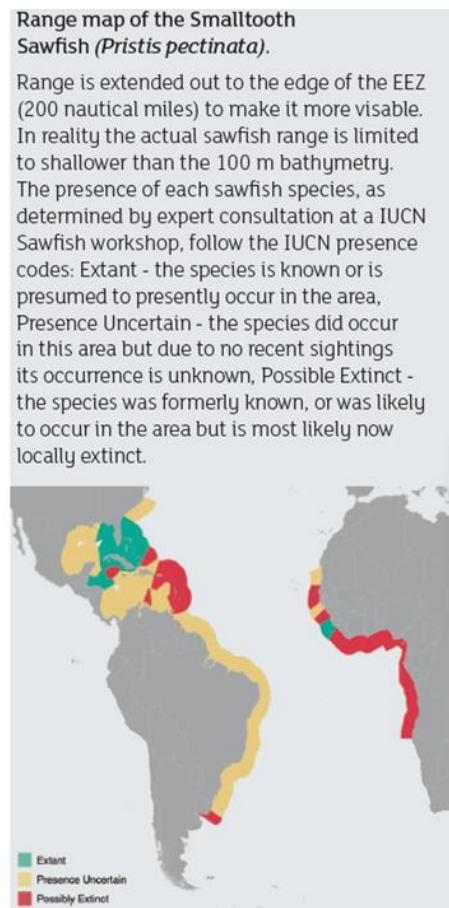 Range map of the Smalltooth
Sawfish (Pristis pectinata).
Range is extended out to the edge of the EEZ
(200 nautical miles) to make it more visable.
In reality the actual sawfish range is limited
to shallower than the 100 m bathymetry.
The presence of each sawfish species, as
determined by expert consultation at a IUCN
Sawfish workshop, follow the IUCN presence
codes: Extant - the species is known or is
presumed to presently occur in the area,
Presence Uncertain - the species did occur
in this area but due to no recent sightings
its occurrence is unknown, Possible Extinct -
the species was formerly known, or was likely
to occur in the area but is most likely now
locally extinct.
Extant
Presence Uncertain
Possibly Extinct